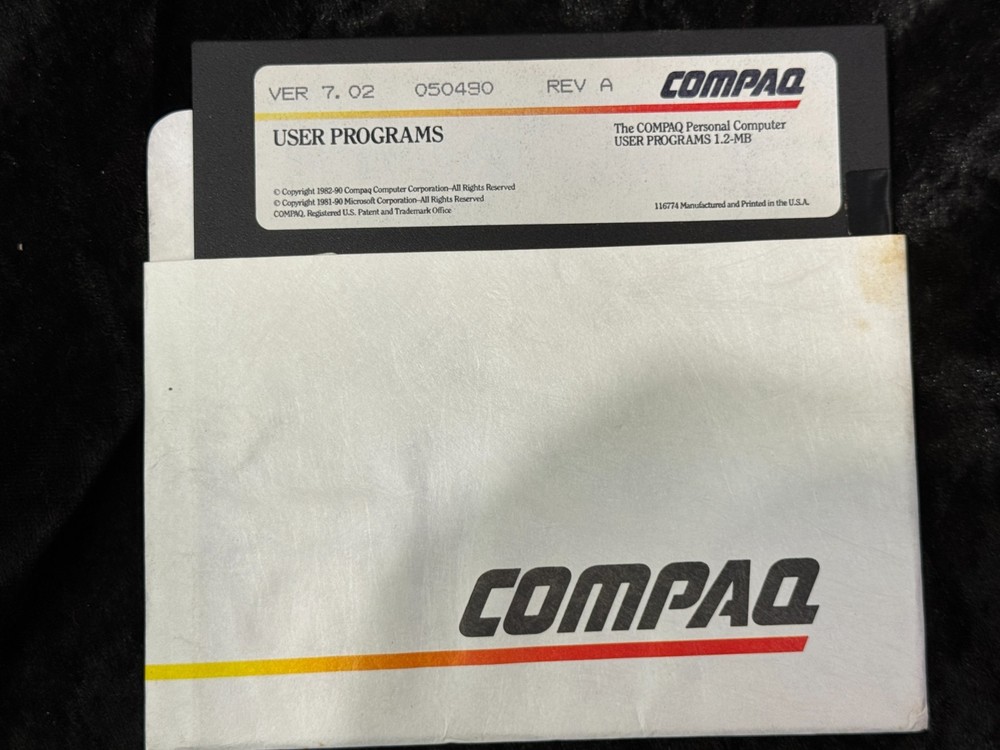 VER 7.02 050490 REV A COMPAQ
USER PROGRAMS
The COMPAQ Personal Computer
USER PROGRAMS 1.2-MB
© Copyright 1982-90 Compaq Computer Corporation–All Rights Reserved
© Copyright 1981-90 Microsoft Corporation–All Rights Reserved
COMPAQ, Registered U.S. Patent and Trademark Office
116774 Manufactured and Printed in the U.S.A.
COMPAQ